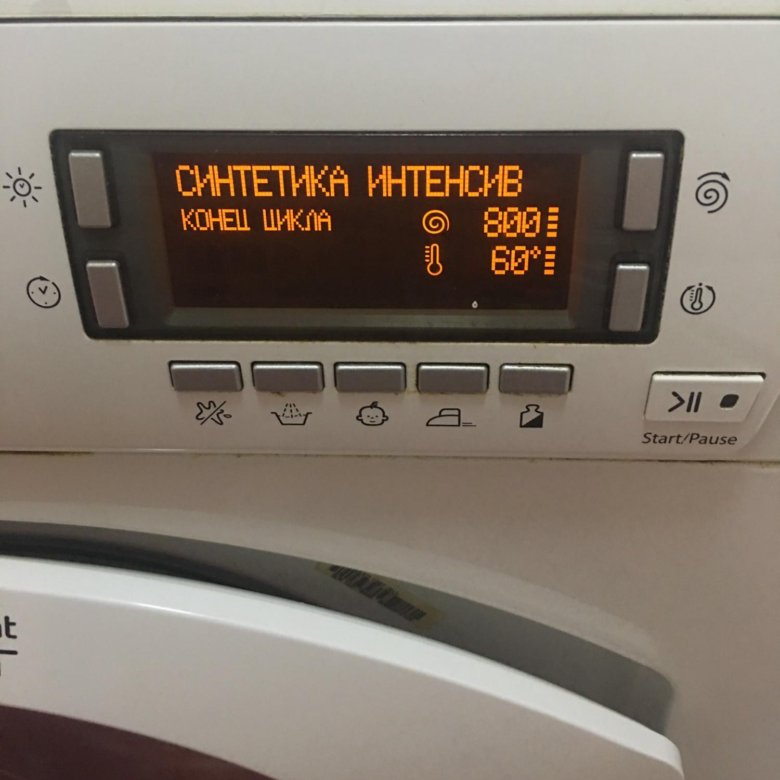 СИНТЕТИКА ИНТЕНСИВ
КОНЕЦ ЦИКЛА 800
60°
Start/Pause